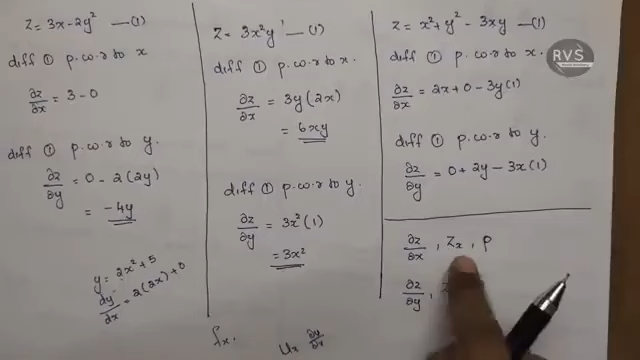 Z = 3x - 2y² —(1)
diff ① p.w.r to x
∂z/∂x = 3 - 0
diff ① p.w.r to y.
∂z/∂y = 0 - 2(2y)
= -4y
y = 2x² + 5
dy/dx = 2(2x) + 0
Z = 3x²y —(1)
diff ① p.w.r to x.
∂z/∂x = 3y(2x)
= 6xy
diff ① p.w.r to y.
∂z/∂y = 3x²(1)
= 3x²
fx.
Ux ∂y/∂x
Z = x² + y² - 3xy —(1)
diff ① p.w.r to x.
RVS
∂z/∂x = 2x + 0 - 3y(1)
diff ① p.w.r to y.
∂z/∂y = 0 + 2y - 3x(1)
∂z/∂x, Zx, p
∂z/∂y,